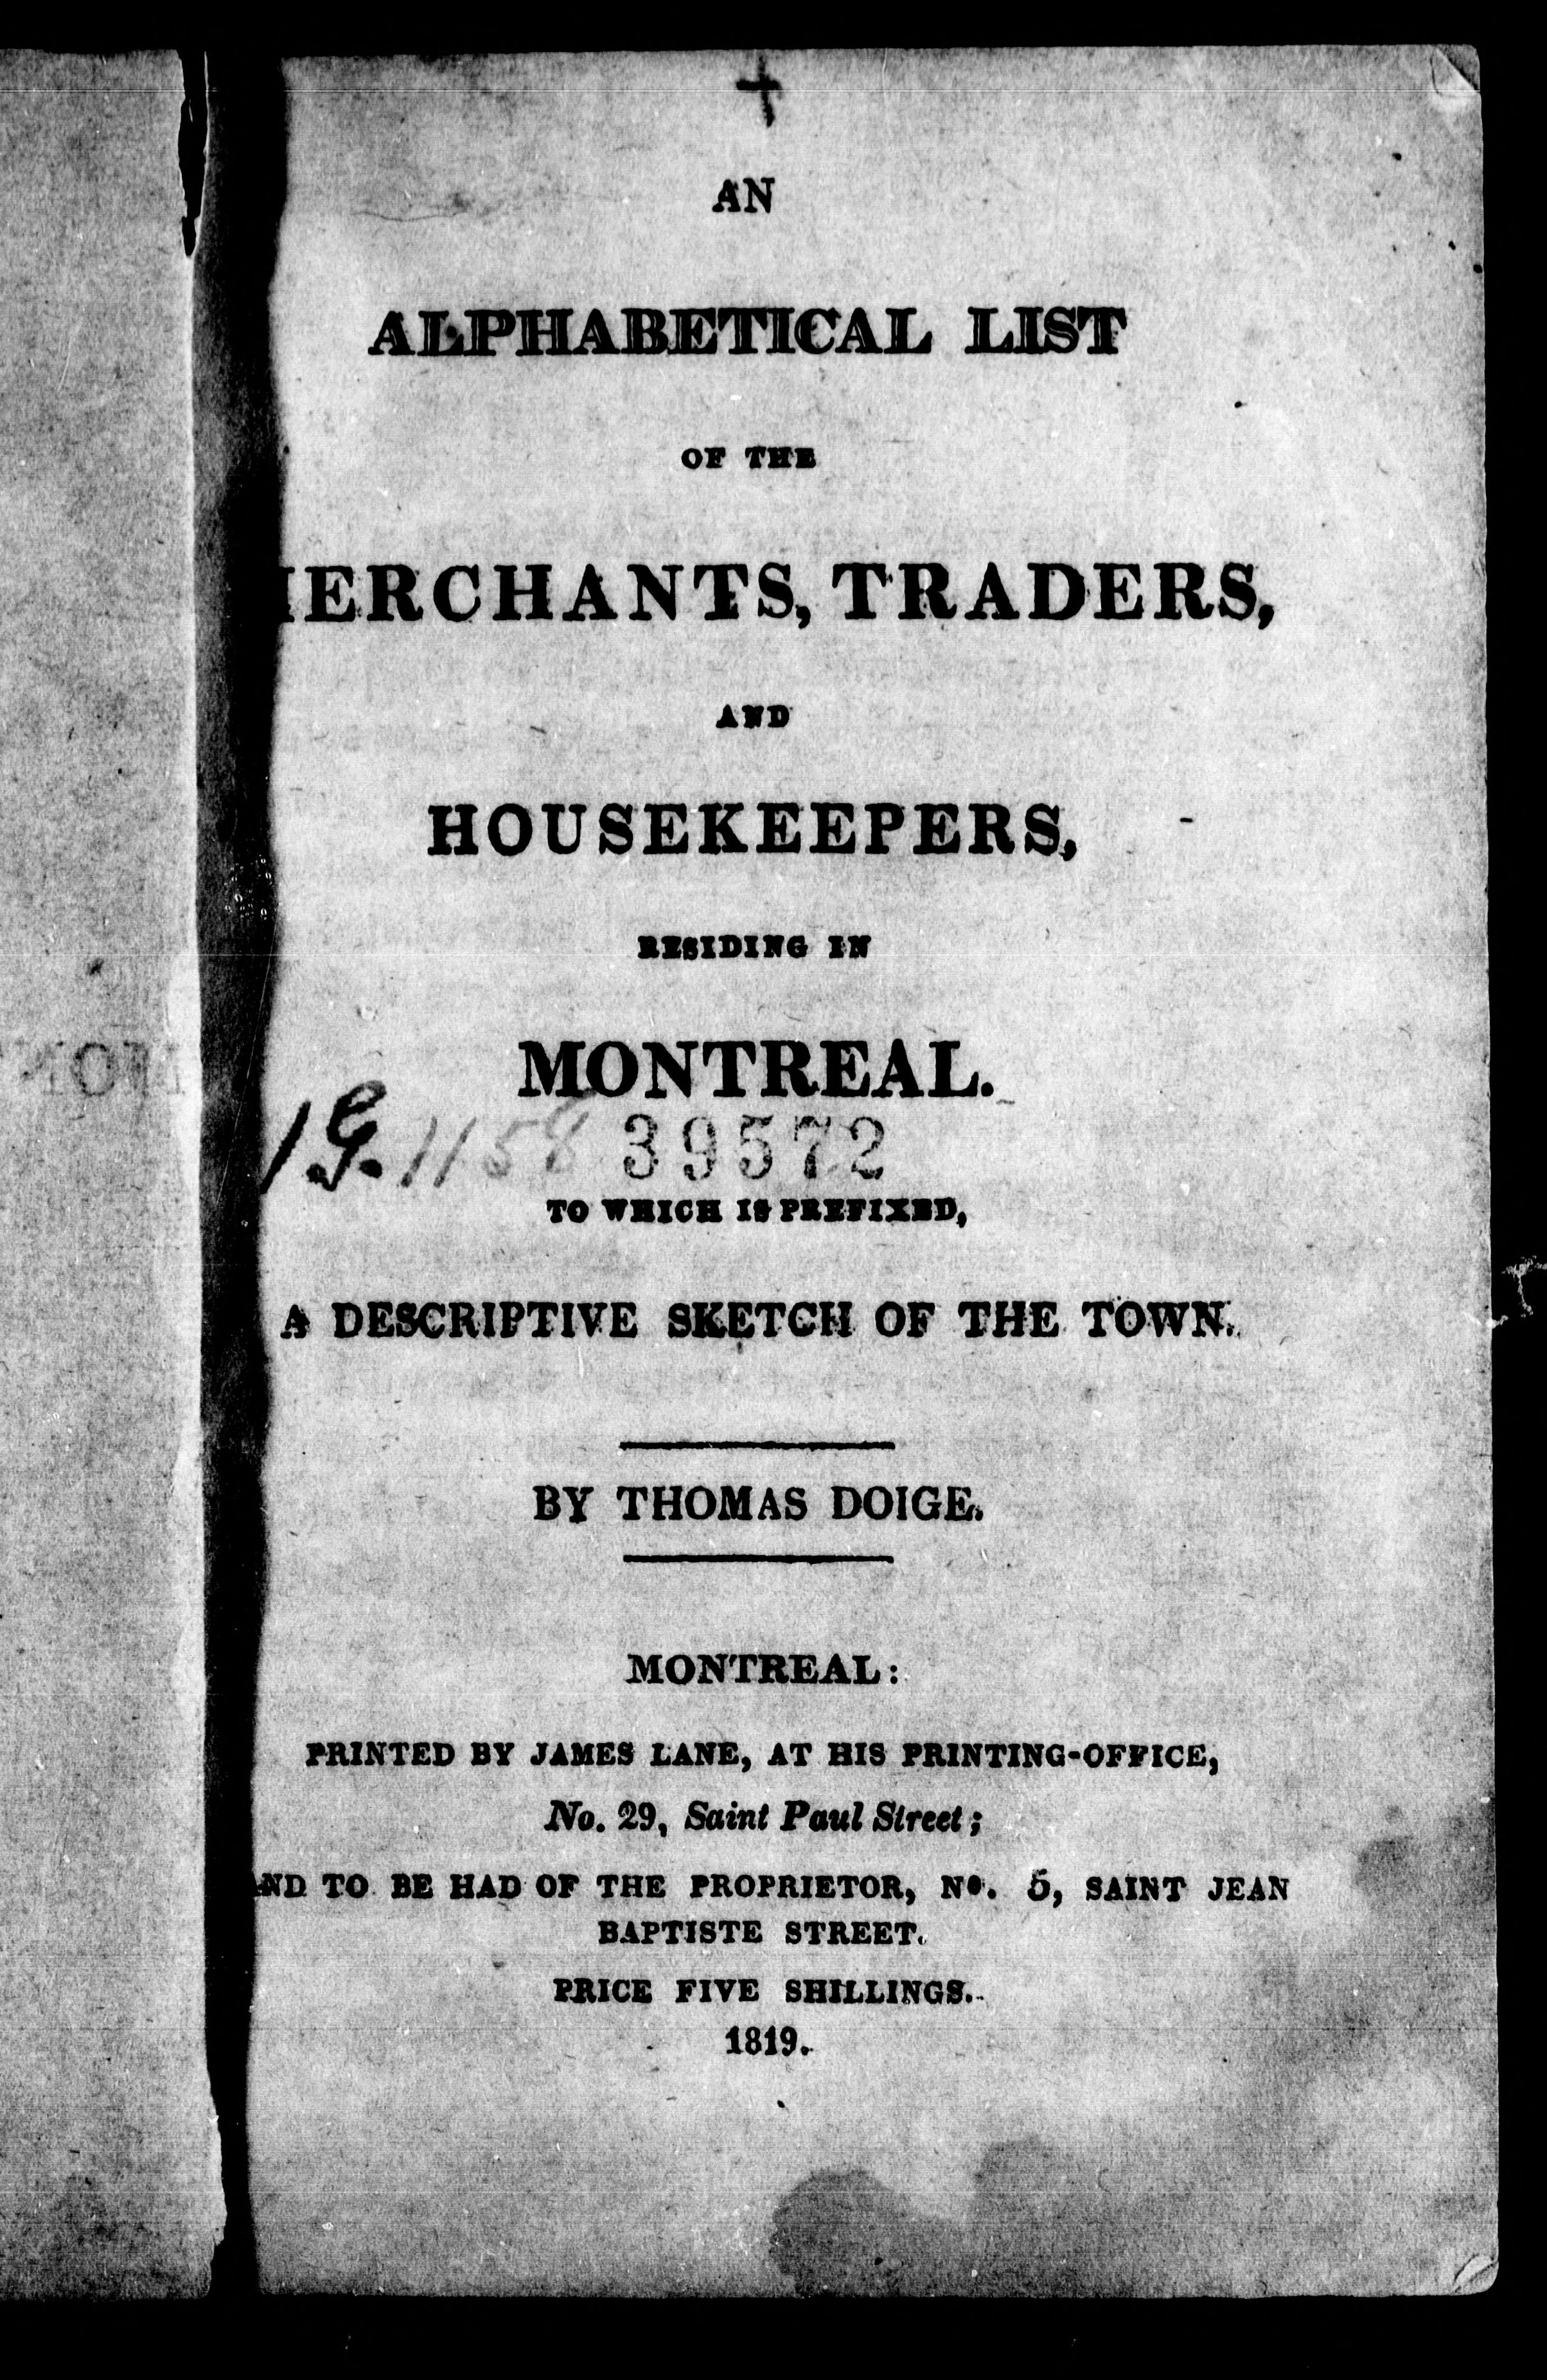 AN
ALPHABETICAL LIST
OF THE
MERCHANTS, TRADERS,
AND
HOUSEKEEPERS,
RESIDING IN
MONTREAL.
39572
TO WHICH IS PREFIXED,
A DESCRIPTIVE SKETCH OF THE TOWN.
BY THOMAS DOIGE.
MONTREAL:
PRINTED BY JAMES LANE, AT HIS PRINTING-OFFICE,
No. 29, Saint Paul Street;
AND TO BE HAD OF THE PROPRIETOR, No. 5, SAINT JEAN
BAPTISTE STREET.
PRICE FIVE SHILLINGS.
1819.